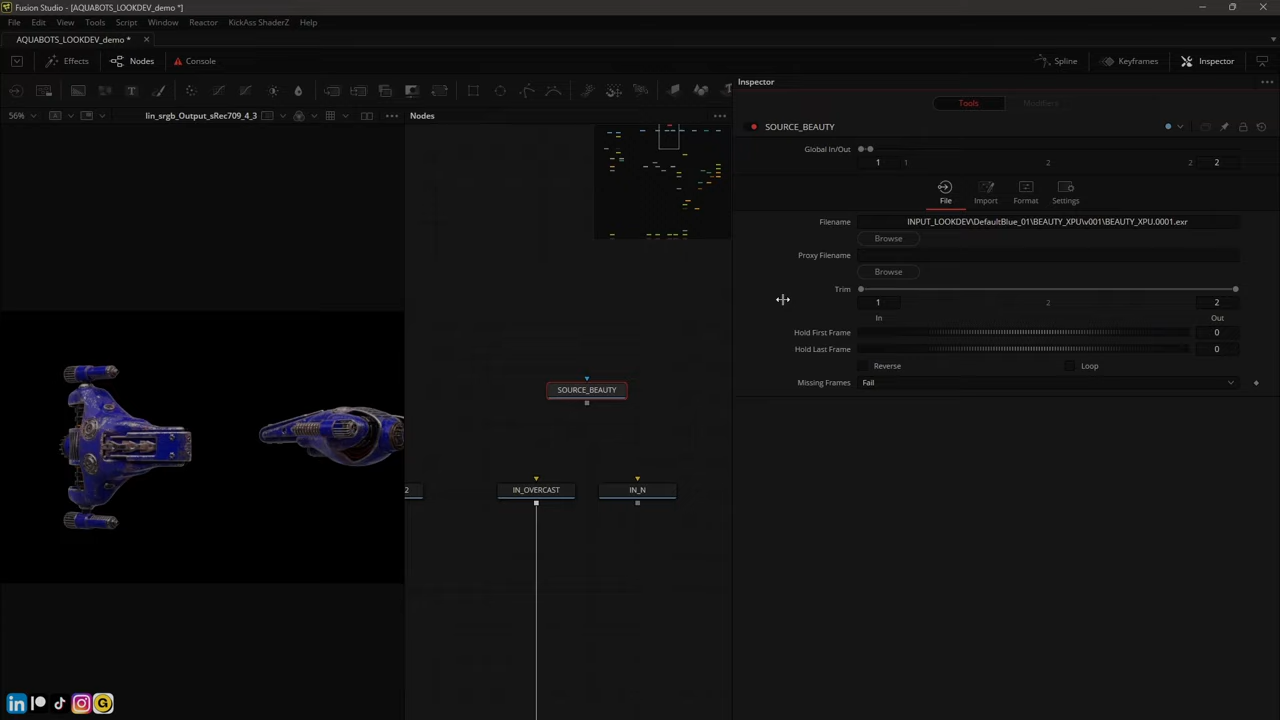 Fusion Studio - [AQUABOTS_LOOKDEV_demo *]
File Edit View Tools Script Window Reactor KickAss ShaderZ Help
AQUABOTS_LOOKDEV_demo *
Effects Nodes Console Spline Keyframes Inspector
Inspector
Tools Modifiers
56% lin_srgb_Output_sRec709_4_3 Nodes
SOURCE_BEAUTY
Global In/Out
1 1 2 2 2
File Import Format Settings
Filename INPUT_LOOKDEV\DefaultBlue_01\BEAUTY_XPU\v001\BEAUTY_XPU.0001.exr
Browse
Proxy Filename
Browse
Trim
1 2 2
In Out
Hold First Frame 0
Hold Last Frame 0
Reverse Loop
Missing Frames Fail
SOURCE_BEAUTY
2 IN_OVERCAST IN_N
in
G